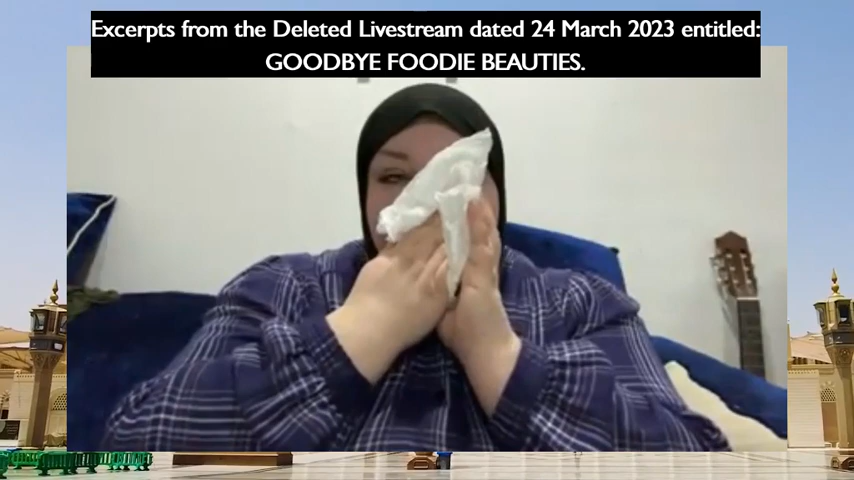 Excerpts from the Deleted Livestream dated 24 March 2023 entitled:
GOODBYE FOODIE BEAUTIES.